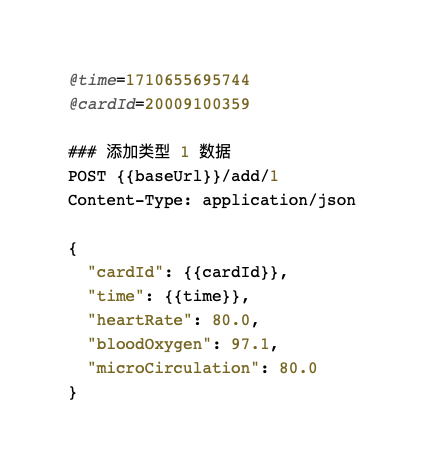 @time=1710655695744
@cardId=20009100359

### 添加类型 1 数据
POST {{baseUrl}}/add/1
Content-Type: application/json

{
  "cardId": {{cardId}},
  "time": {{time}},
  "heartRate": 80.0,
  "bloodOxygen": 97.1,
  "microCirculation": 80.0
}